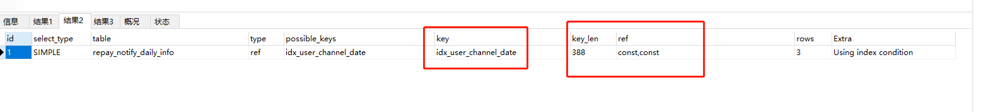 信息 结果1 结果2 结果3 概况 状态
id select_type table type possible_keys key key_len ref rows Extra
1 SIMPLE repay_notify_daily_info ref idx_user_channel_date idx_user_channel_date 388 const,const 3 Using index condition